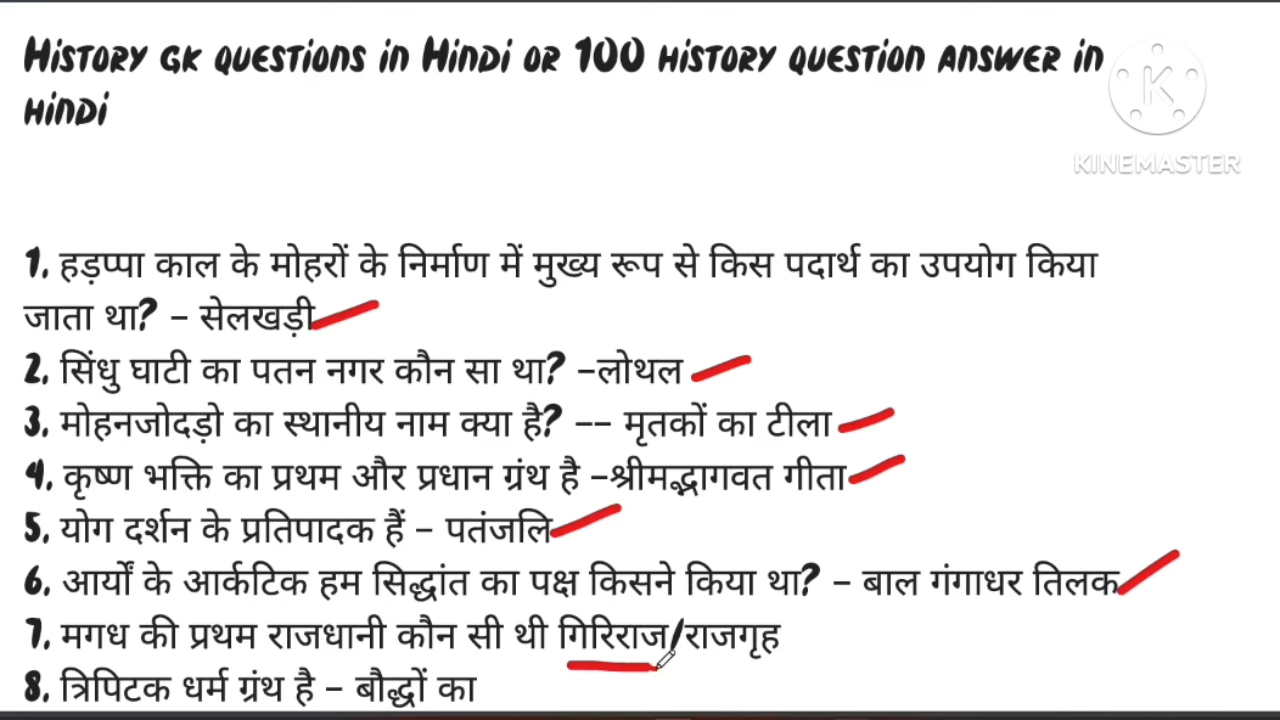 History GK questions in Hindi or 100 history question answer in
Hindi
K
KINEMASTER
1. हड़प्पा काल के मोहरों के निर्माण में मुख्य रूप से किस पदार्थ का उपयोग किया
जाता था? - सेलखड़ी
2. सिंधु घाटी का पतन नगर कौन सा था? -लोथल
3. मोहनजोदड़ो का स्थानीय नाम क्या है? -- मृतकों का टीला
4. कृष्ण भक्ति का प्रथम और प्रधान ग्रंथ है -श्रीमद्भागवत गीता
5. योग दर्शन के प्रतिपादक हैं - पतंजलि
6. आर्यों के आर्कटिक हम सिद्धांत का पक्ष किसने किया था? - बाल गंगाधर तिलक
7. मगध की प्रथम राजधानी कौन सी थी गिरिराज/राजगृह
8. त्रिपिटक धर्म ग्रंथ है - बौद्धों का